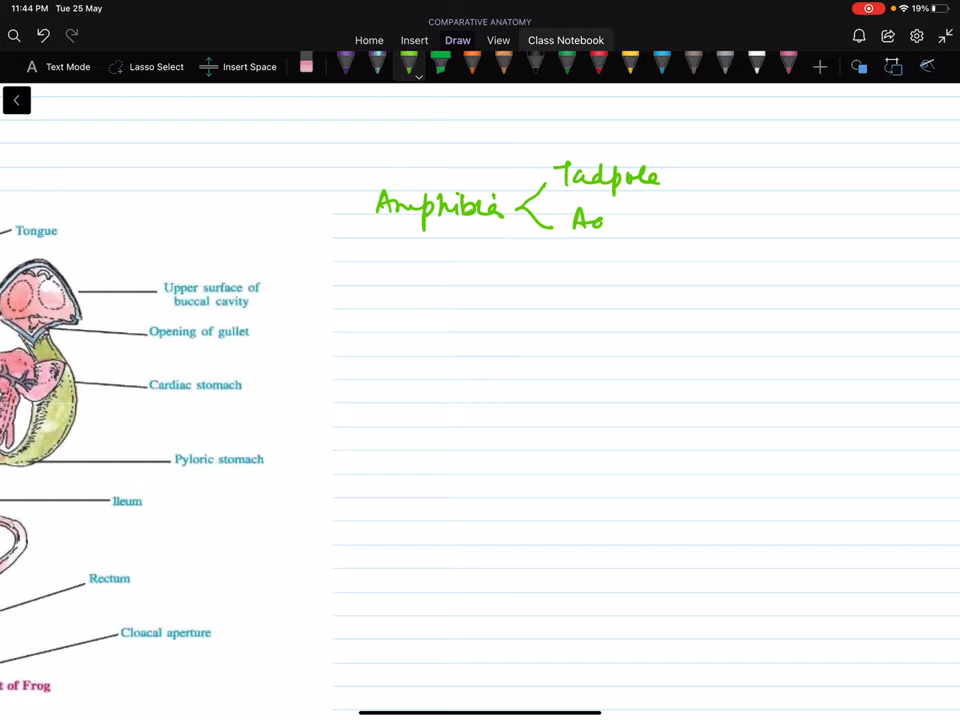 11:44 PM Tue 25 May
19%
COMPARATIVE ANATOMY
Home Insert Draw View Class Notebook
A Text Mode Lasso Select Insert Space
Tadpole
Amphibia
Ao
Tongue
Upper surface of
buccal cavity
Opening of gullet
Cardiac stomach
Pyloric stomach
Ileum
Rectum
Cloacal aperture
t of Frog